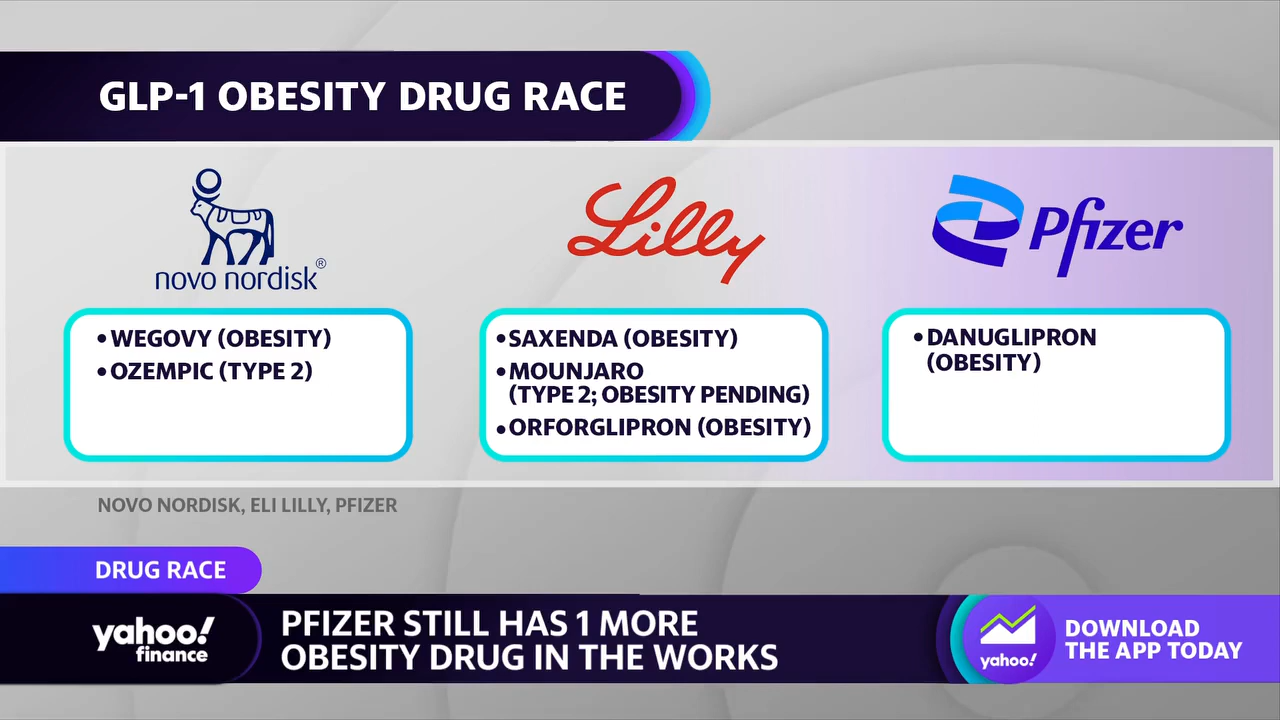 GLP-1 OBESITY DRUG RACE
novo nordisk®
Lilly
Pfizer
• WEGOVY (OBESITY)
• OZEMPIC (TYPE 2)
• SAXENDA (OBESITY)
• MOUNJARO
(TYPE 2; OBESITY PENDING)
• ORFORGLIPRON (OBESITY)
• DANUGLIPRON
(OBESITY)
NOVO NORDISK, ELI LILLY, PFIZER
DRUG RACE
yahoo!
finance
PFIZER STILL HAS 1 MORE
OBESITY DRUG IN THE WORKS
yahoo!
DOWNLOAD
THE APP TODAY